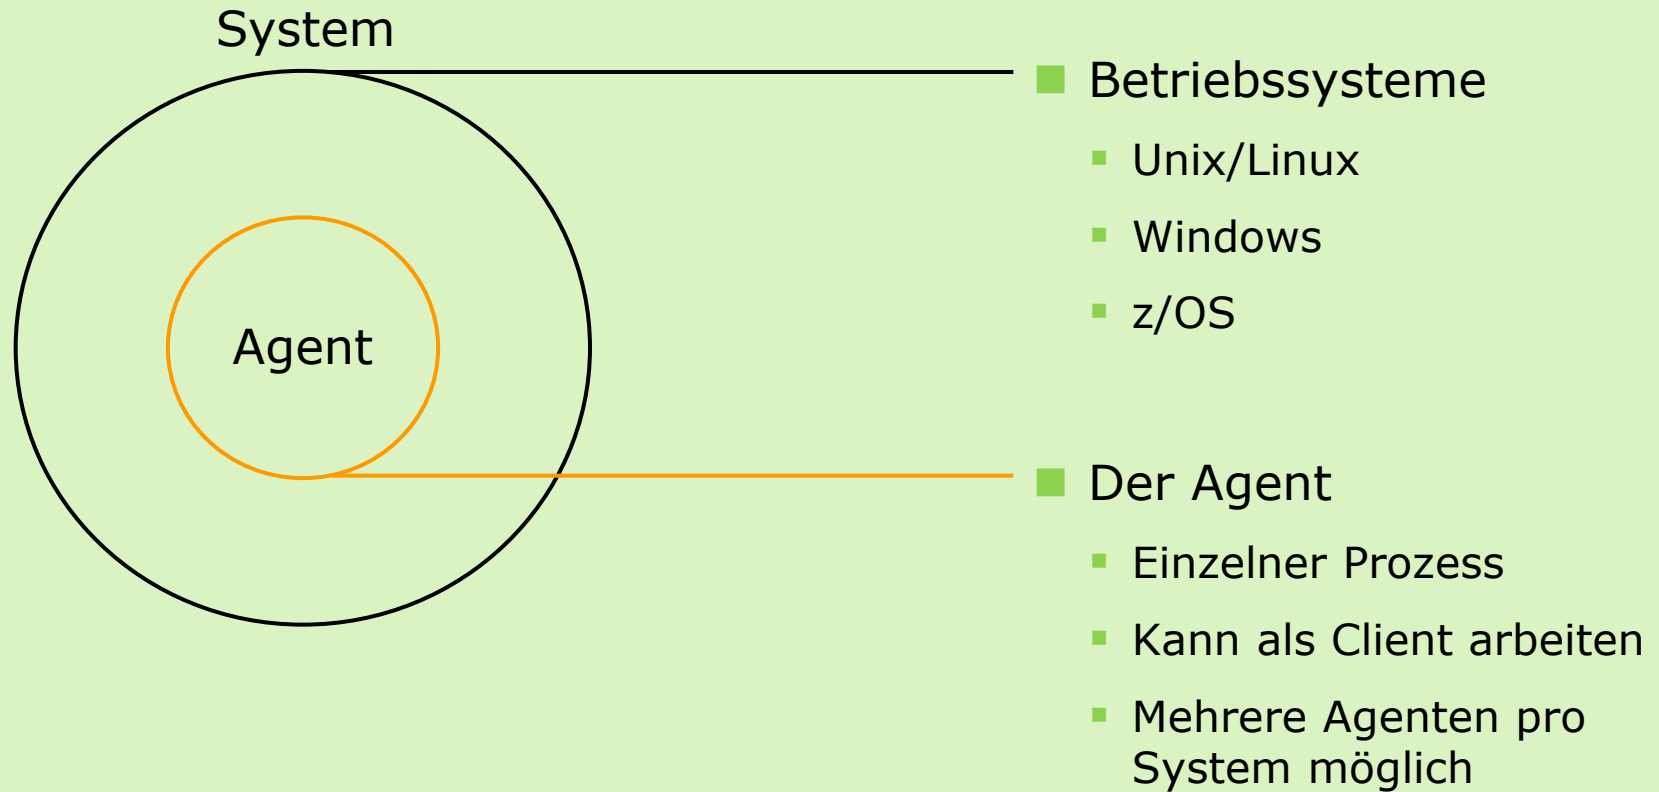 System
Betriebssysteme
Unix/Linux
Windows
z/OS
Agent
Der Agent
Einzelner Prozess
Kann als Client arbeiten
Mehrere Agenten pro
System möglich